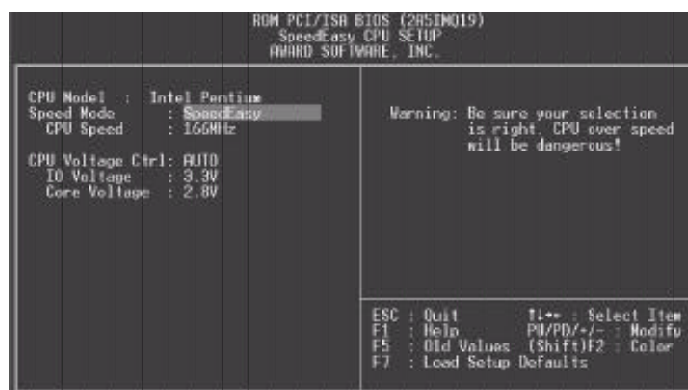 ROM PCI/ISA BIOS (2A5IMQ19)
SpeedEasy CPU SETUP
AWARD SOFTWARE, INC.
CPU Model : Intel Pentium
Speed Mode : SpeedEasy
CPU Speed : 166MHz
CPU Voltage Ctrl: AUTO
IO Voltage : 3.3V
Core Voltage : 2.8V
Warning: Be sure your selection
is right. CPU over speed
will be dangerous!
ESC : Quit ↑↓→← : Select Item
F1 : Help PU/PD/+/- : Modify
F5 : Old Values (Shift)F2 : Color
F7 : Load Setup Defaults